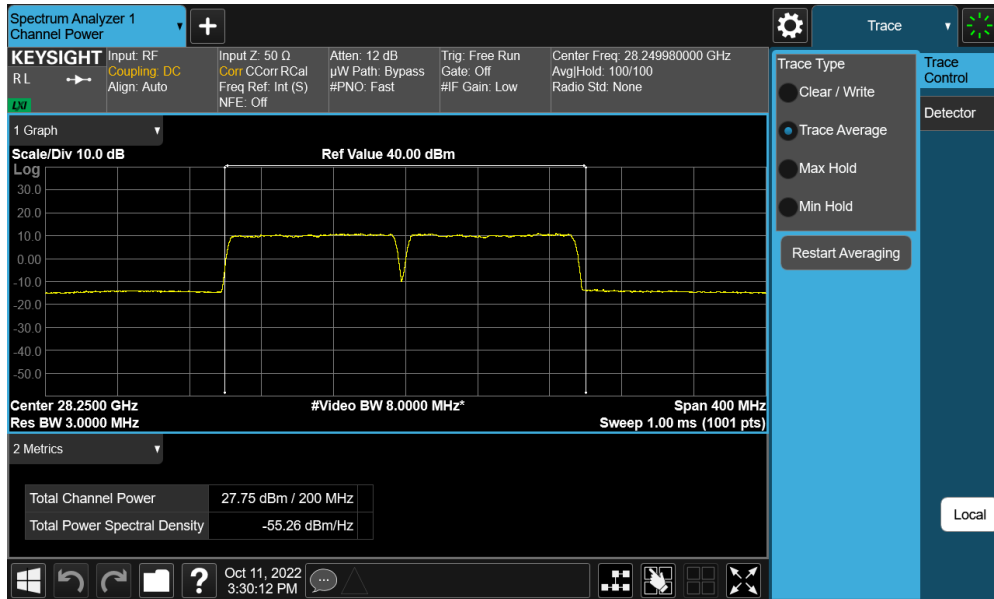 Spectrum Analyzer 1
Channel Power
+
Trace
KEYSIGHT
R L
LXI
Input: RF
Coupling: DC
Align: Auto
Input Z: 50 Ω
Corr CCorr RCal
Freq Ref: Int (S)
NFE: Off
Atten: 12 dB
µW Path: Bypass
#PNO: Fast
Trig: Free Run
Gate: Off
#IF Gain: Low
Center Freq: 28.249980000 GHz
Avg|Hold: 100/100
Radio Std: None
Trace Type
Clear / Write
Trace Average
Max Hold
Min Hold
Restart Averaging
Trace
Control
Detector
Local
1 Graph
Scale/Div 10.0 dB
Ref Value 40.00 dBm
Log
30.0
20.0
10.0
0.00
-10.0
-20.0
-30.0
-40.0
-50.0
Center 28.2500 GHz
#Video BW 8.0000 MHz*
Span 400 MHz
Res BW 3.0000 MHz
Sweep 1.00 ms (1001 pts)
2 Metrics
Total Channel Power 27.75 dBm / 200 MHz
Total Power Spectral Density -55.26 dBm/Hz
?
Oct 11, 2022
3:30:12 PM